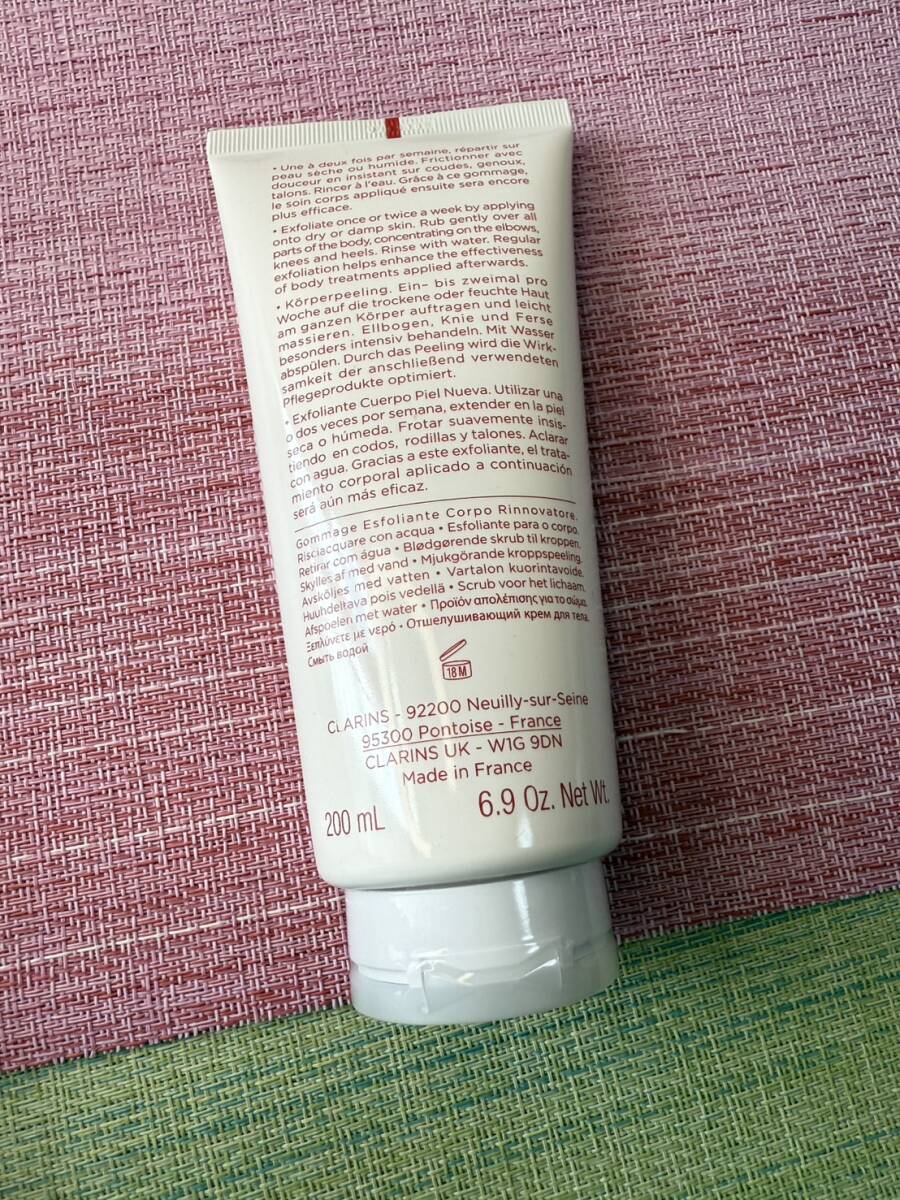 • Une à deux fois par semaine, répartir sur
peau sèche ou humide. Frictionner avec
douceur en insistant sur coudes, genoux,
talons. Rincer à l'eau. Grâce à ce gommage,
le soin corps appliqué ensuite sera encore
plus efficace.
• Exfoliate once or twice a week by applying
onto dry or damp skin. Rub gently over all
parts of the body, concentrating on the elbows,
knees and heels. Rinse with water. Regular
exfoliation helps enhance the effectiveness
of body treatments applied afterwards.
• Körperpeeling. Ein- bis zweimal pro
Woche auf die trockene oder feuchte Haut
am ganzen Körper auftragen und leicht
massieren. Ellbogen, Knie und Ferse
besonders intensiv behandeln. Mit Wasser
abspülen. Durch das Peeling wird die Wirk-
samkeit der anschließend verwendeten
Pflegeprodukte optimiert.
• Exfoliante Cuerpo Piel Nueva. Utilizar una
o dos veces por semana, extender en la piel
seca o húmeda. Frotar suavemente insis-
tiendo en codos, rodillas y talones. Aclarar
con agua. Gracias a este exfoliante, el trata-
miento corporal aplicado a continuación
será aún más eficaz.
Gommage Esfoliante Corpo Rinnovatore.
Risciacquare con acqua • Esfoliante para o corpo.
Retirar com água • Blødgørende skrub til kroppen.
Skylles af med vand • Mjukgörande kroppspeeling.
Avsköljes med vatten • Vartalon kuorintavoide.
Huuhdeltava pois vedellä • Scrub voor het lichaam.
Afspoelen met water • Προϊόν απολέπισης για το σώμα.
Ξεπλύνετε με νερό • Отшелушивающий крем для тела.
Смыть водой
18 M
CLARINS - 92200 Neuilly-sur-Seine
95300 Pontoise - France
CLARINS UK - W1G 9DN
Made in France
200 mL 6.9 Oz. Net Wt.